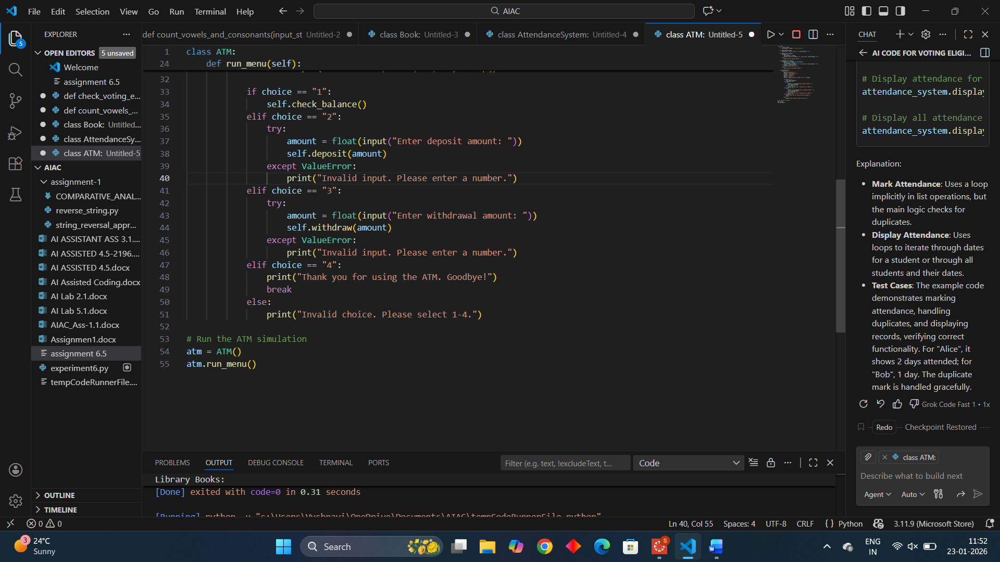 File Edit Selection View Go Run Terminal Help
AIAC
EXPLORER
OPEN EDITORS 5 unsaved
Welcome
assignment 6.5
def check_voting_e...
def count_vowels_...
class Book: Untitled...
class AttendanceSy...
class ATM: Untitled-5
AIAC
assignment-1
COMPARATIVE_ANAL...
reverse_string.py
string_reversal_appr...
AI ASSISTANT ASS 3.1....
AI ASSISTED 4.5-2196....
AI ASSISTED 4.5.docx
AI Assisted Coding.docx
AI Lab 2.1.docx
AI Lab 5.1.docx
AIAC_Ass-1.1.docx
Assignmen1.docx
assignment 6.5
experiment6.py
tempCodeRunnerFile....
OUTLINE
TIMELINE
5
def count_vowels_and_consonants(input_st Untitled-2
class Book: Untitled-3
class AttendanceSystem: Untitled-4
class ATM: Untitled-5
1 class ATM:
24 def run_menu(self):
32
33 if choice == "1":
34 self.check_balance()
35 elif choice == "2":
36 try:
37 amount = float(input("Enter deposit amount: "))
38 self.deposit(amount)
39 except ValueError:
40 print("Invalid input. Please enter a number.")
41 elif choice == "3":
42 try:
43 amount = float(input("Enter withdrawal amount: "))
44 self.withdraw(amount)
45 except ValueError:
46 print("Invalid input. Please enter a number.")
47 elif choice == "4":
48 print("Thank you for using the ATM. Goodbye!")
49 break
50 else:
51 print("Invalid choice. Please select 1-4.")
52
53 # Run the ATM simulation
54 atm = ATM()
55 atm.run_menu()
PROBLEMS OUTPUT DEBUG CONSOLE TERMINAL PORTS
Filter (e.g. text, !excludeText, t...
Code
Library Books:
[Done] exited with code=0 in 0.31 seconds
[Running] python -u "c:\Users\Vyshnavi\OneDrive\Documents\AIAC\tempCodeRunnerFile.python"
CHAT
AI CODE FOR VOTING ELIGI...
# Display attendance for
attendance_system.display
# Display all attendance
attendance_system.display
Explanation:
• Mark Attendance: Uses a loop
implicitly in list operations, but
the main logic checks for
duplicates.
• Display Attendance: Uses
loops to iterate through dates
for a student or through all
students and their dates.
• Test Cases: The example code
demonstrates marking
attendance, handling
duplicates, and displaying
records, verifying correct
functionality. For "Alice", it
shows 2 days attended; for
"Bob", 1 day. The duplicate
mark is handled gracefully.
Grok Code Fast 1 • 1x
Redo Checkpoint Restored
class ATM:
Describe what to build next
Agent Auto
0 0
Ln 40, Col 55 Spaces: 4 UTF-8 CRLF { } Python 3.11.9 (Microsoft Store)
3
24°C
Sunny
Search
S
W
ENG
IN
11:52
23-01-2026